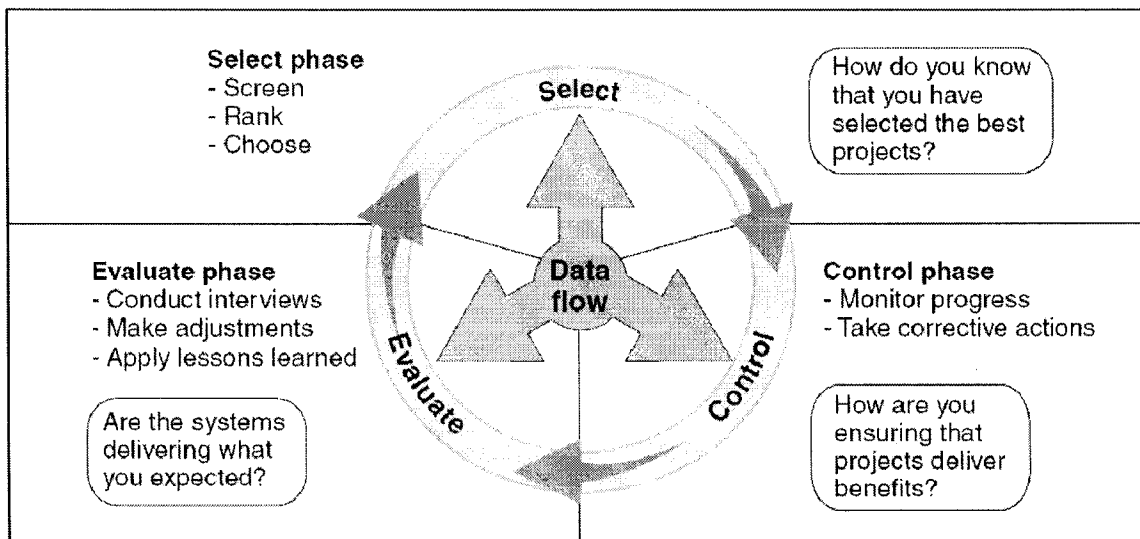 Select phase
- Screen
- Rank
- Choose
Select
How do you know
that you have
selected the best
projects?
Data
flow
Evaluate phase
- Conduct interviews
- Make adjustments
- Apply lessons learned
Evaluate
Are the systems
delivering what
you expected?
Control phase
- Monitor progress
- Take corrective actions
Control
How are you
ensuring that
projects deliver
benefits?